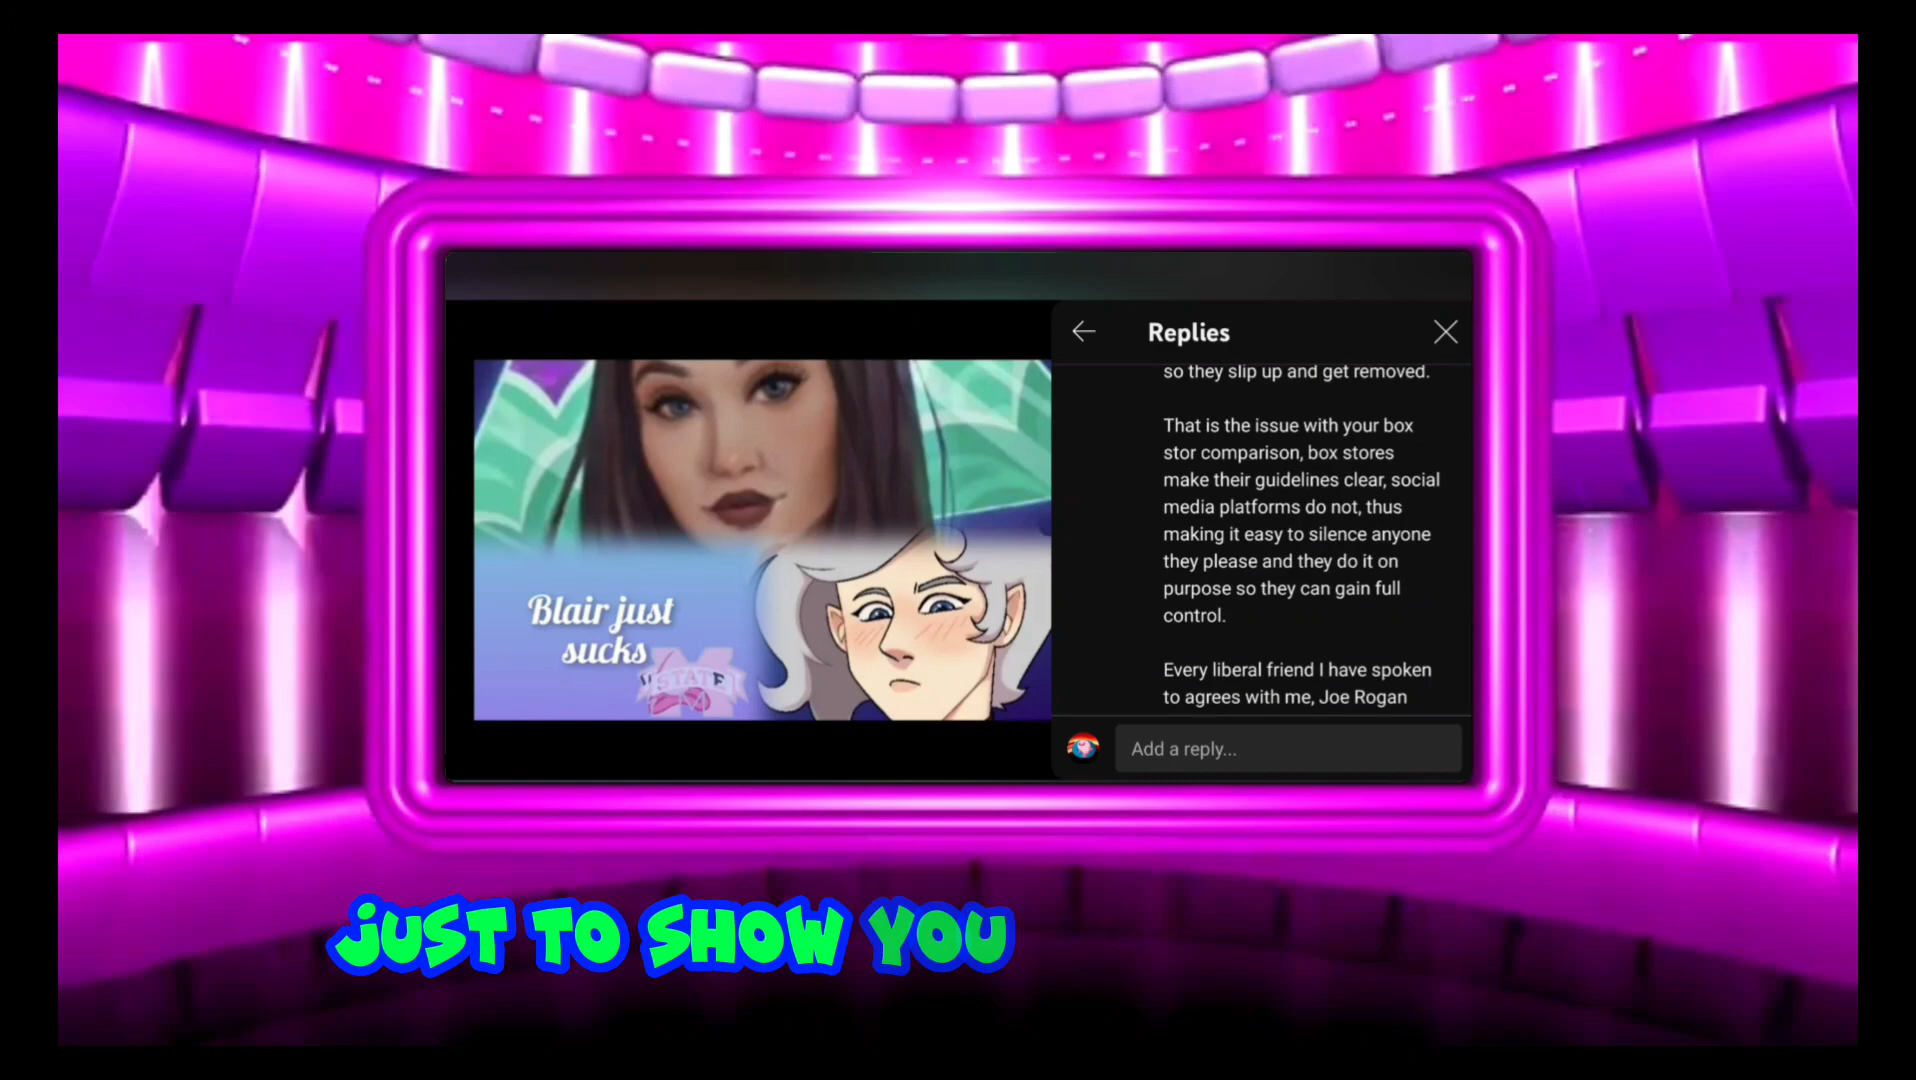 Replies
so they slip up and get removed.
That is the issue with your box
stor comparison, box stores
make their guidelines clear, social
media platforms do not, thus
making it easy to silence anyone
they please and they do it on
purpose so they can gain full
control.
Every liberal friend I have spoken
to agrees with me, Joe Rogan
Add a reply...
Blair just
sucks
STATE
JUST TO SHOW YOU